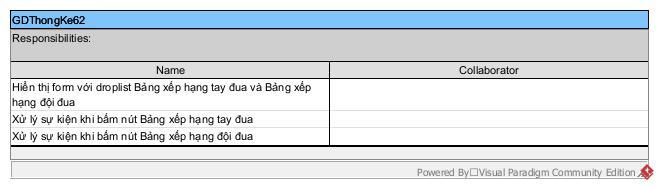 GDThongKe62
Responsibilities:
Name
Collaborator
Hiển thị form với droplist Bảng xếp hạng tay đua và Bảng xếp
hạng đội đua
Xử lý sự kiện khi bấm nút Bảng xếp hạng tay đua
Xử lý sự kiện khi bấm nút Bảng xếp hạng đội đua
Powered By□Visual Paradigm Community Edition